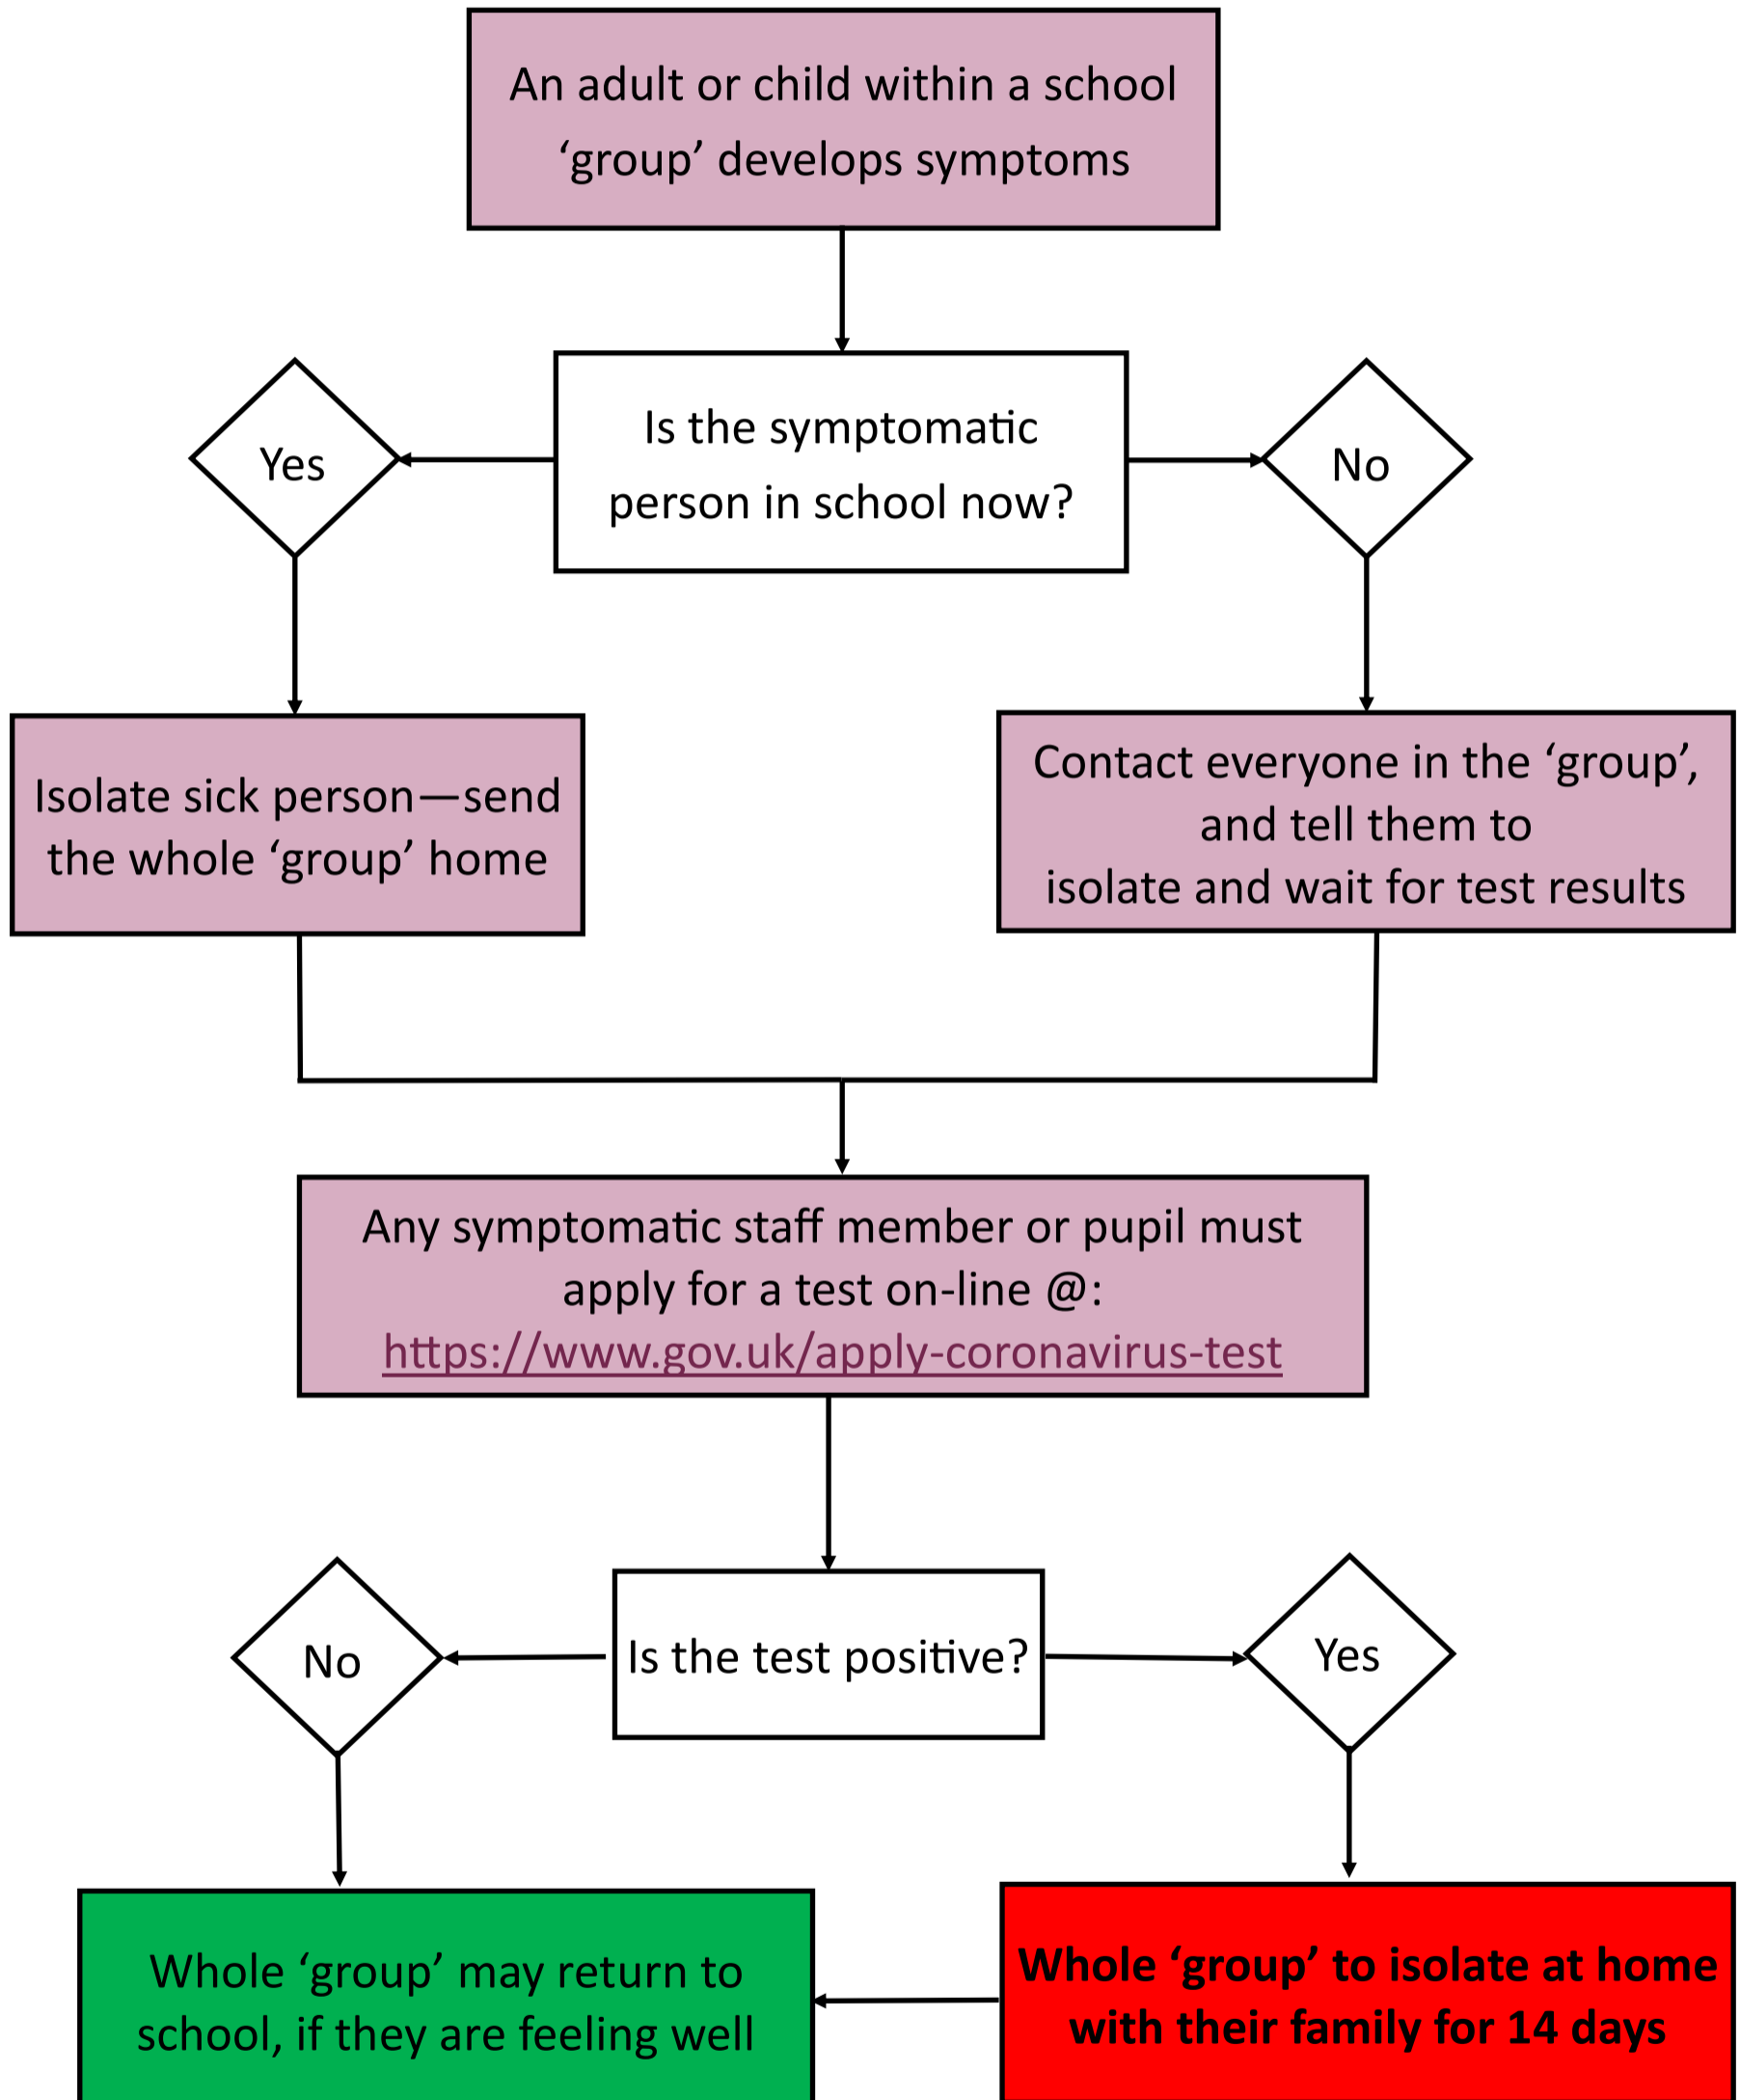 An adult or child within a school
‘group’ develops symptoms
Is the symptomatic
person in school now?
Yes
No
Isolate sick person—send
the whole ‘group’ home
Contact everyone in the ‘group’,
and tell them to
isolate and wait for test results
Any symptomatic staff member or pupil must
apply for a test on-line @:
https://www.gov.uk/apply-coronavirus-test
Is the test positive?
No
Yes
Whole ‘group’ may return to
school, if they are feeling well
Whole ‘group’ to isolate at home
with their family for 14 days